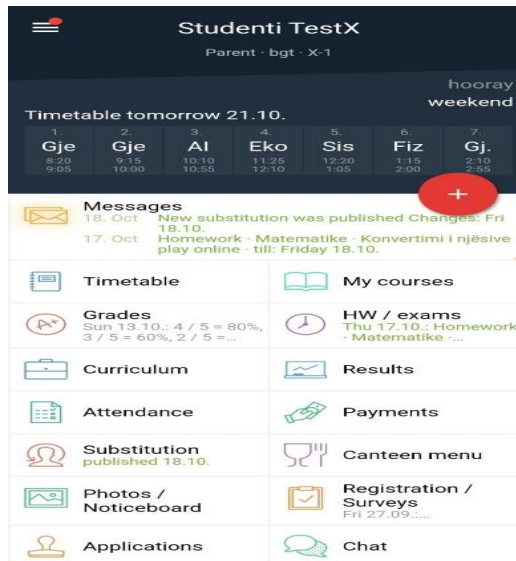 Studenti TestX
Parent · bgt · X-1
hooray
weekend
Timetable tomorrow 21.10.
1. 2. 3. 4. 5. 6. 7.
Gje Gje Al Eko Sis Fiz Gj.
8:20 9:15 10:10 11:25 12:20 1:15 2:10
9:05 10:00 10:55 12:10 1:05 2:00 2:55
+
Messages
18. Oct New substitution was published Changes: Fri
18.10.
17. Oct Homework · Matematike · Konvertimi i njësive
play online · till: Friday 18.10.
Timetable
My courses
A+
Grades
Sun 13.10.: 4 / 5 = 80%,
3 / 5 = 60%, 2 / 5 =...
HW / exams
Thu 17.10.: Homework
· Matematike ·...
Curriculum
Results
Attendance
Payments
Substitution
published 18.10.
Canteen menu
Photos /
Noticeboard
Registration /
Surveys
Fri 27.09.:...
Applications
Chat